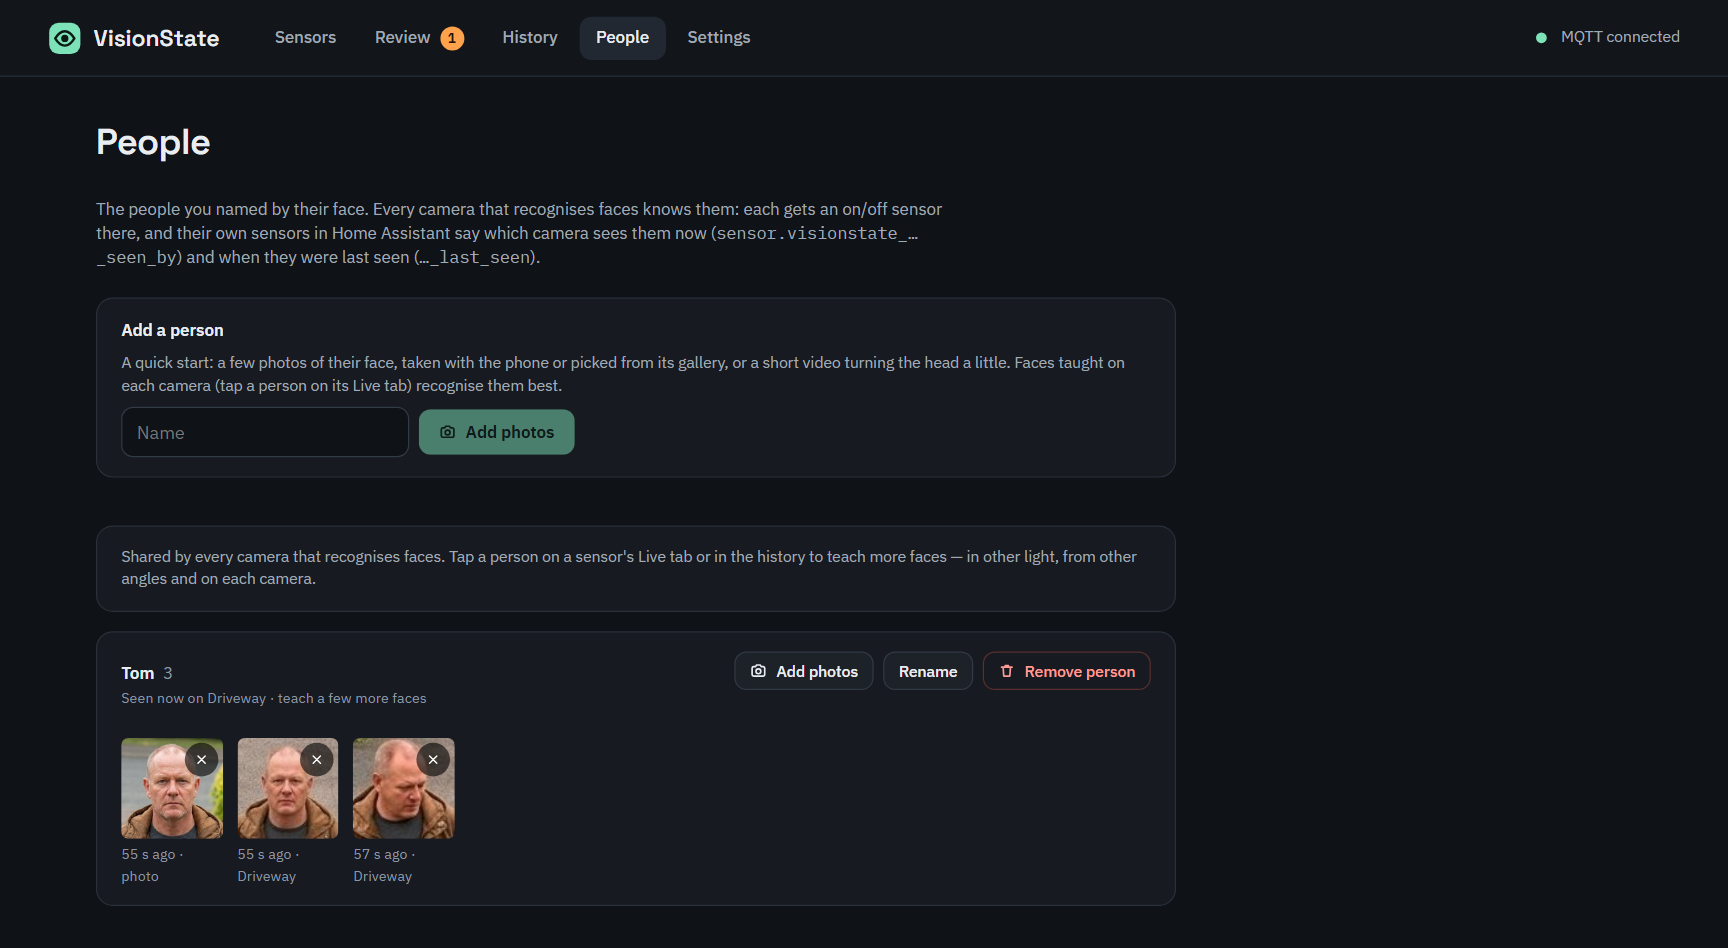 VisionState
Sensors
Review 1
History
People
Settings
MQTT connected
People
The people you named by their face. Every camera that recognises faces knows them: each gets an on/off sensor
there, and their own sensors in Home Assistant say which camera sees them now (sensor.visionstate_…
_seen_by) and when they were last seen (…_last_seen).
Add a person
A quick start: a few photos of their face, taken with the phone or picked from its gallery, or a short video turning the head a little. Faces taught on
each camera (tap a person on its Live tab) recognise them best.
Name
Add photos
Shared by every camera that recognises faces. Tap a person on a sensor's Live tab or in the history to teach more faces — in other light, from other
angles and on each camera.
Tom 3
Add photos
Rename
Remove person
Seen now on Driveway · teach a few more faces
55 s ago ·
photo
55 s ago ·
Driveway
57 s ago ·
Driveway